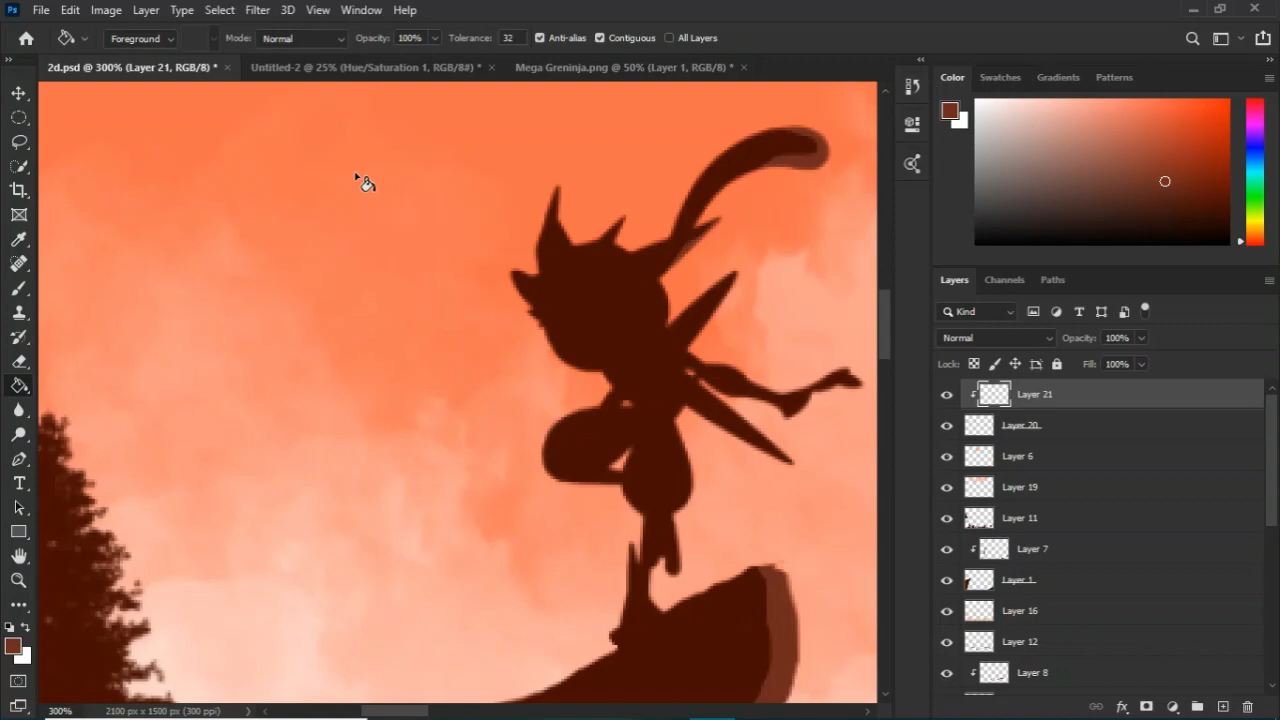 Ps File Edit Image Layer Type Select Filter 3D View Window Help
Foreground Mode: Normal Opacity: 100% Tolerance: 32 Anti-alias Contiguous All Layers
2d.psd @ 300% (Layer 21, RGB/8) * × Untitled-2 @ 25% (Hue/Saturation 1, RGB/8#) * × Mega Greninja.png @ 50% (Layer 1, RGB/8) * ×
Color Swatches Gradients Patterns
Layers Channels Paths
Kind
Normal Opacity: 100%
Lock: Fill: 100%
Layer 21
Layer 20
Layer 6
Layer 19
Layer 11
Layer 7
Layer 1
Layer 16
Layer 12
Layer 8
300% 2100 px x 1500 px (300 ppi)